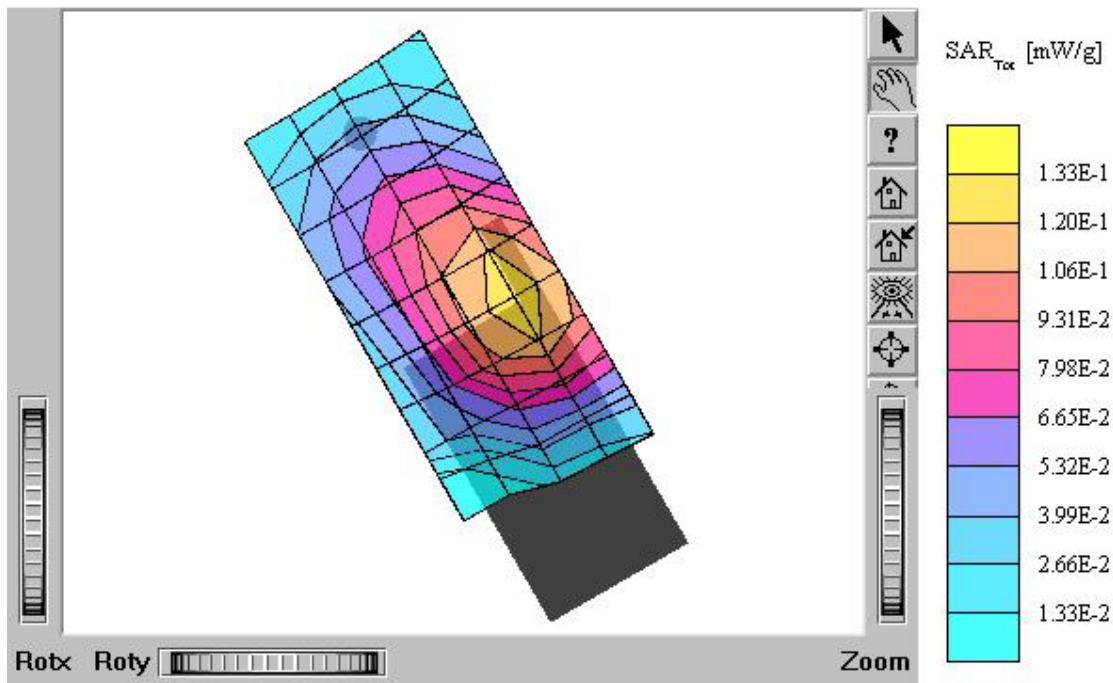 SAR_Tot [mW/g]
?
1.33E-1
1.20E-1
1.06E-1
9.31E-2
7.98E-2
6.65E-2
5.32E-2
3.99E-2
2.66E-2
1.33E-2
Rotx Roty Zoom